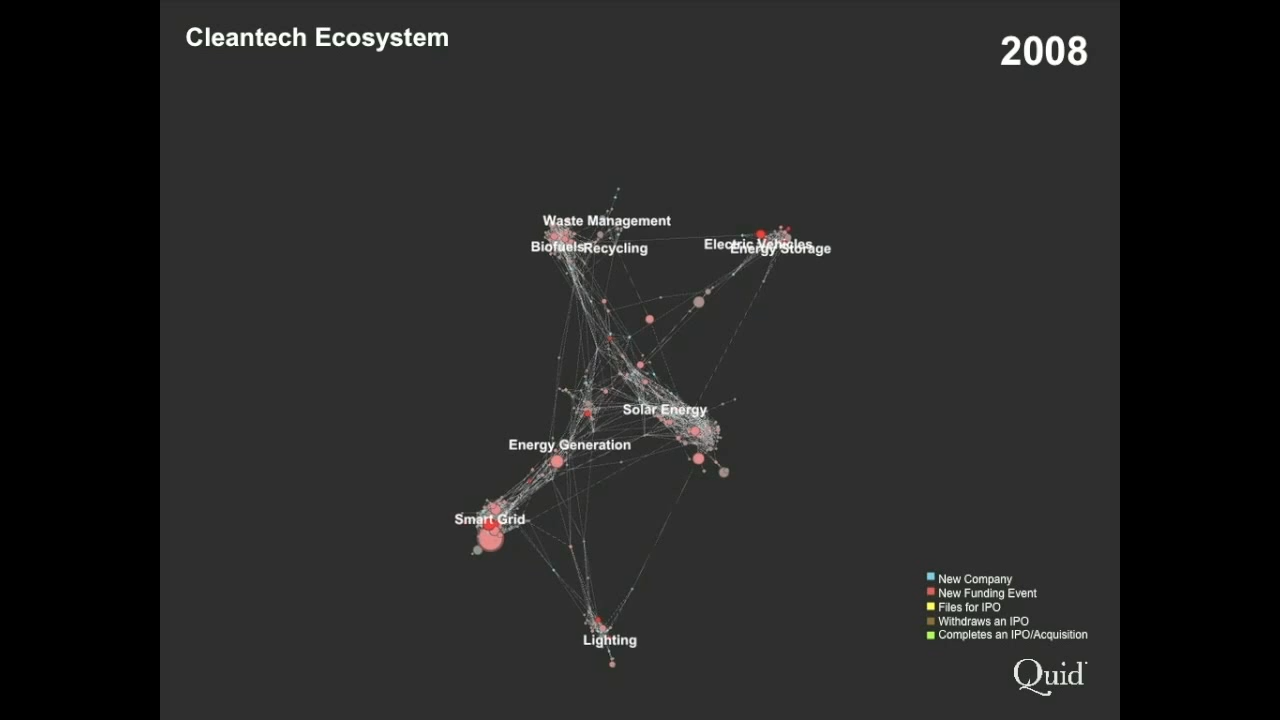 Cleantech Ecosystem
2008
Waste Management
Biofuels
Recycling
Electric Vehicles
Energy Storage
Solar Energy
Energy Generation
Smart Grid
Lighting
New Company
New Funding Event
Files for IPO
Withdraws an IPO
Completes an IPO/Acquisition
Quid